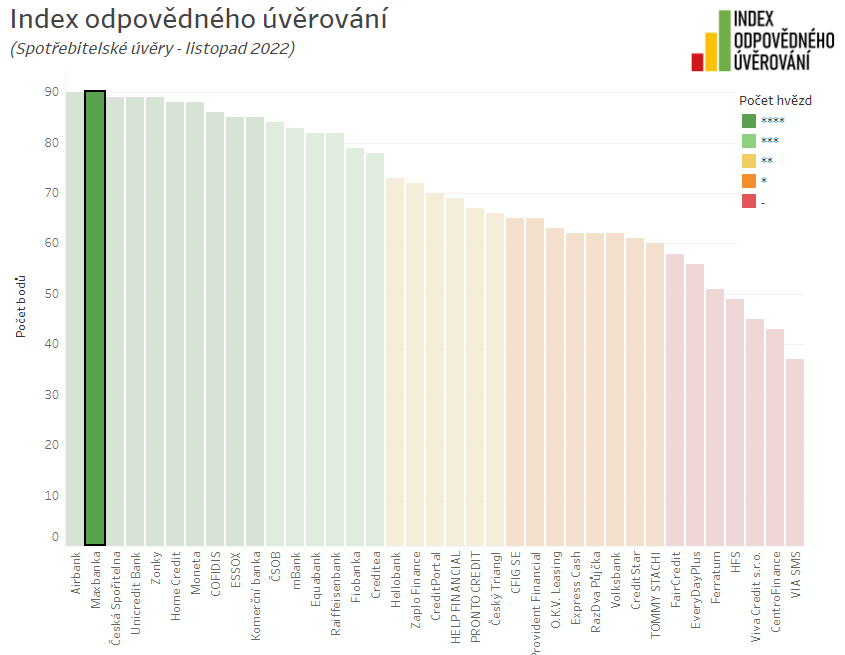 Index odpovědného úvěrování
(Spotřebitelské úvěry - listopad 2022)
INDEX
ODPOVĚDNÉHO
ÚVĚROVÁNÍ
Počet hvězd
****
***
**
*
-
Počet bodů
90
80
70
60
50
40
30
20
10
0
Airbank
Maxbanka
Česká Spořitelna
Unicredit Bank
Zonky
Home Credit
Moneta
COFIDIS
ESSOX
Komerční banka
ČSOB
mBank
Equabank
Raiffeisenbank
Fiobanka
Creditea
Hellobank
Zaplo Finance
CreditPortal
HELP FINANCIAL
PRONTO CREDIT
Český Triangl
CFIG SE
Provident Financial
O.K.V. Leasing
Express Cash
RazDva Půjčka
Volksbank
CreditStar
TOMMY STACHI
FairCredit
EveryDayPlus
Ferratum
HFS
Viva Credit s.r.o.
CentroFinance
VIA SMS